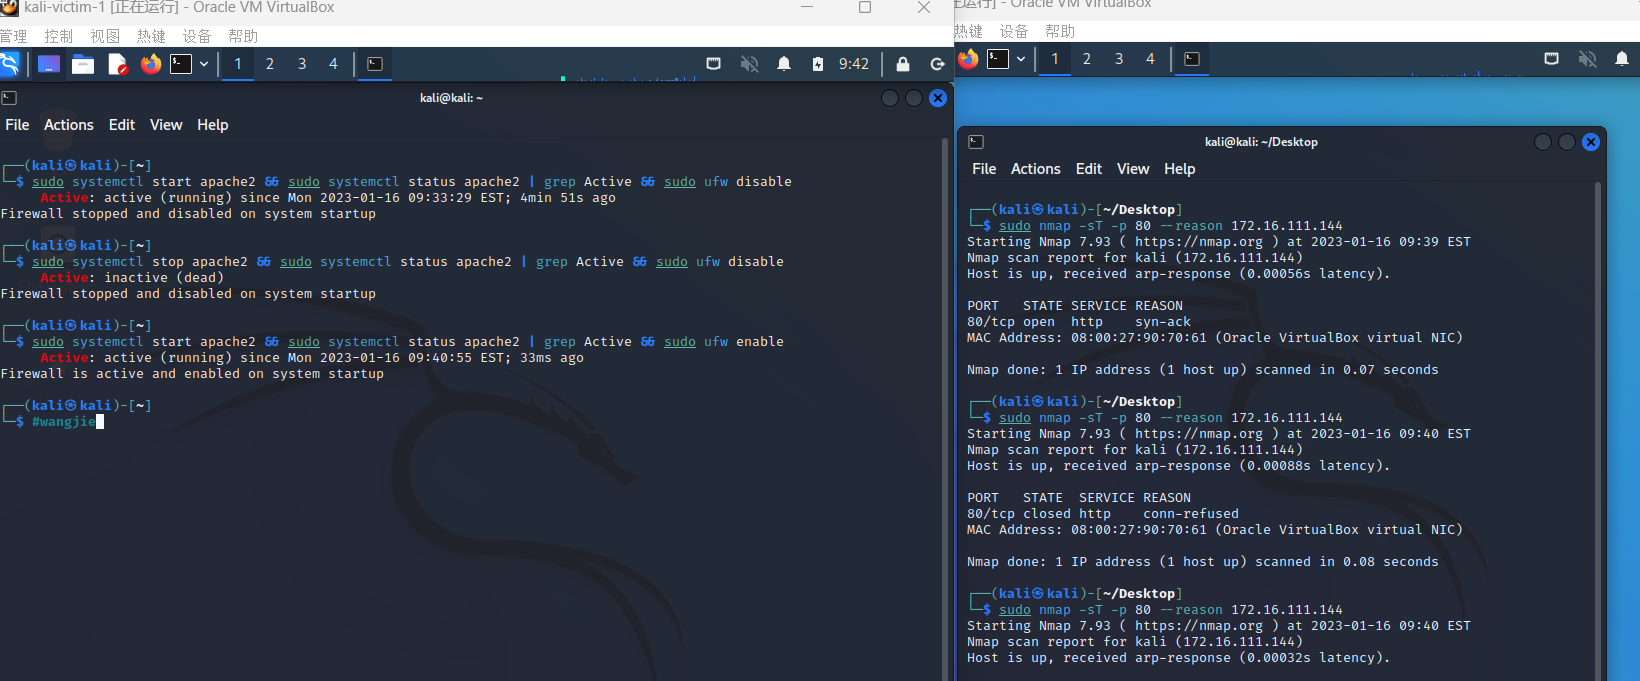 kali-victim-1 [正在运行] - Oracle VM VirtualBox
管理 控制 视图 热键 设备 帮助
1 2 3 4 9:42
kali@kali: ~
File Actions Edit View Help
┌──(kali㉿kali)-[~]
└─$ sudo systemctl start apache2 && sudo systemctl status apache2 | grep Active && sudo ufw disable
Active: active (running) since Mon 2023-01-16 09:33:29 EST; 4min 51s ago
Firewall stopped and disabled on system startup
┌──(kali㉿kali)-[~]
└─$ sudo systemctl stop apache2 && sudo systemctl status apache2 | grep Active && sudo ufw disable
Active: inactive (dead)
Firewall stopped and disabled on system startup
┌──(kali㉿kali)-[~]
└─$ sudo systemctl start apache2 && sudo systemctl status apache2 | grep Active && sudo ufw enable
Active: active (running) since Mon 2023-01-16 09:40:55 EST; 33ms ago
Firewall is active and enabled on system startup
┌──(kali㉿kali)-[~]
└─$ #wangjie
在运行] - Oracle VM VirtualBox
热键 设备 帮助
1 2 3 4
kali@kali: ~/Desktop
File Actions Edit View Help
┌──(kali㉿kali)-[~/Desktop]
└─$ sudo nmap -sT -p 80 --reason 172.16.111.144
Starting Nmap 7.93 ( https://nmap.org ) at 2023-01-16 09:39 EST
Nmap scan report for kali (172.16.111.144)
Host is up, received arp-response (0.00056s latency).
PORT STATE SERVICE REASON
80/tcp open http syn-ack
MAC Address: 08:00:27:90:70:61 (Oracle VirtualBox virtual NIC)
Nmap done: 1 IP address (1 host up) scanned in 0.07 seconds
┌──(kali㉿kali)-[~/Desktop]
└─$ sudo nmap -sT -p 80 --reason 172.16.111.144
Starting Nmap 7.93 ( https://nmap.org ) at 2023-01-16 09:40 EST
Nmap scan report for kali (172.16.111.144)
Host is up, received arp-response (0.00088s latency).
PORT STATE SERVICE REASON
80/tcp closed http conn-refused
MAC Address: 08:00:27:90:70:61 (Oracle VirtualBox virtual NIC)
Nmap done: 1 IP address (1 host up) scanned in 0.08 seconds
┌──(kali㉿kali)-[~/Desktop]
└─$ sudo nmap -sT -p 80 --reason 172.16.111.144
Starting Nmap 7.93 ( https://nmap.org ) at 2023-01-16 09:40 EST
Nmap scan report for kali (172.16.111.144)
Host is up, received arp-response (0.00032s latency).